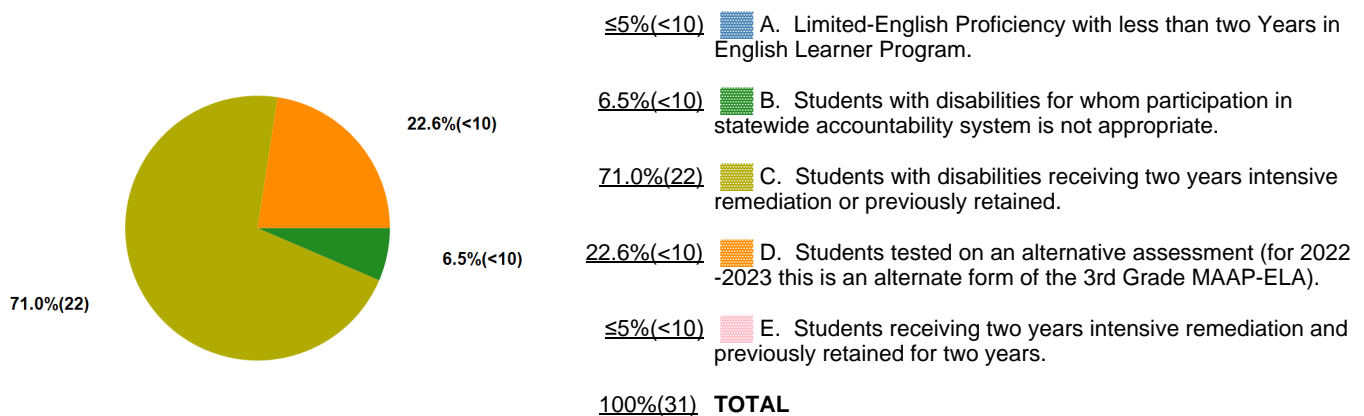 22.6%(<10)
6.5%(<10)
71.0%(22)
≤5%(<10) A. Limited-English Proficiency with less than two Years in
English Learner Program.
6.5%(<10) B. Students with disabilities for whom participation in
statewide accountability system is not appropriate.
71.0%(22) C. Students with disabilities receiving two years intensive
remediation or previously retained.
22.6%(<10) D. Students tested on an alternative assessment (for 2022
-2023 this is an alternate form of the 3rd Grade MAAP-ELA).
≤5%(<10) E. Students receiving two years intensive remediation and
previously retained for two years.
100%(31) TOTAL